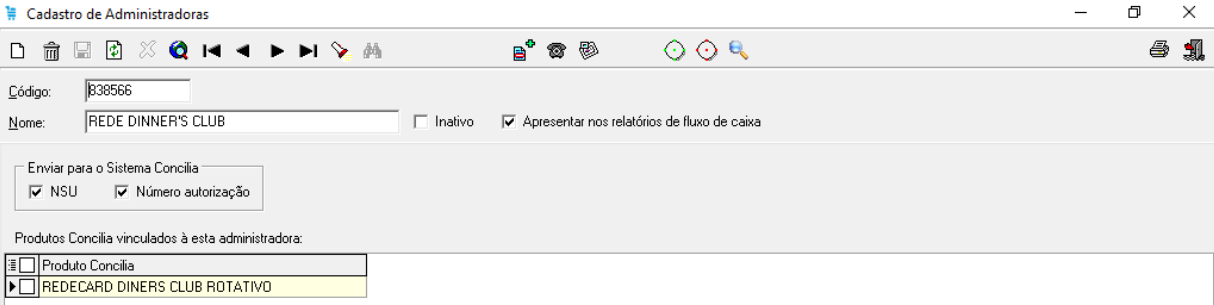 Cadastro de Administradoras
Código: 838566
Nome: REDE DINNER'S CLUB Inativo Apresentar nos relatórios de fluxo de caixa
Enviar para o Sistema Concilia
NSU Número autorização
Produtos Concilia vinculados à esta administradora:
Produto Concilia
REDECARD DINERS CLUB ROTATIVO